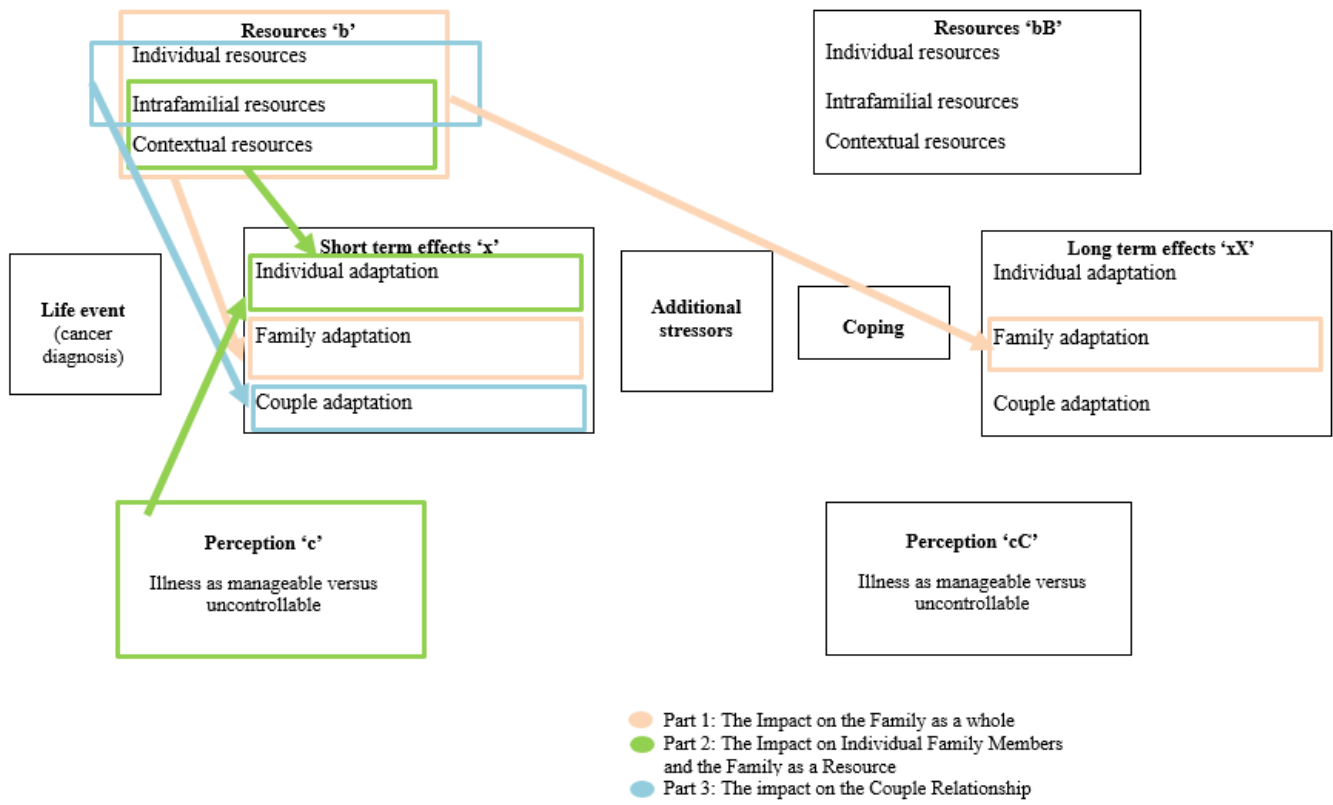 Resources ‘b’
Individual resources
Intrafamilial resources
Contextual resources
Resources ‘bB’
Individual resources
Intrafamilial resources
Contextual resources
Life event
(cancer
diagnosis)
Short term effects ‘x’
Individual adaptation
Family adaptation
Couple adaptation
Additional
stressors
Coping
Long term effects ‘xX’
Individual adaptation
Family adaptation
Couple adaptation
Perception ‘c’
Illness as manageable versus
uncontrollable
Perception ‘cC’
Illness as manageable versus
uncontrollable
Part 1: The Impact on the Family as a whole
Part 2: The Impact on Individual Family Members
and the Family as a Resource
Part 3: The impact on the Couple Relationship